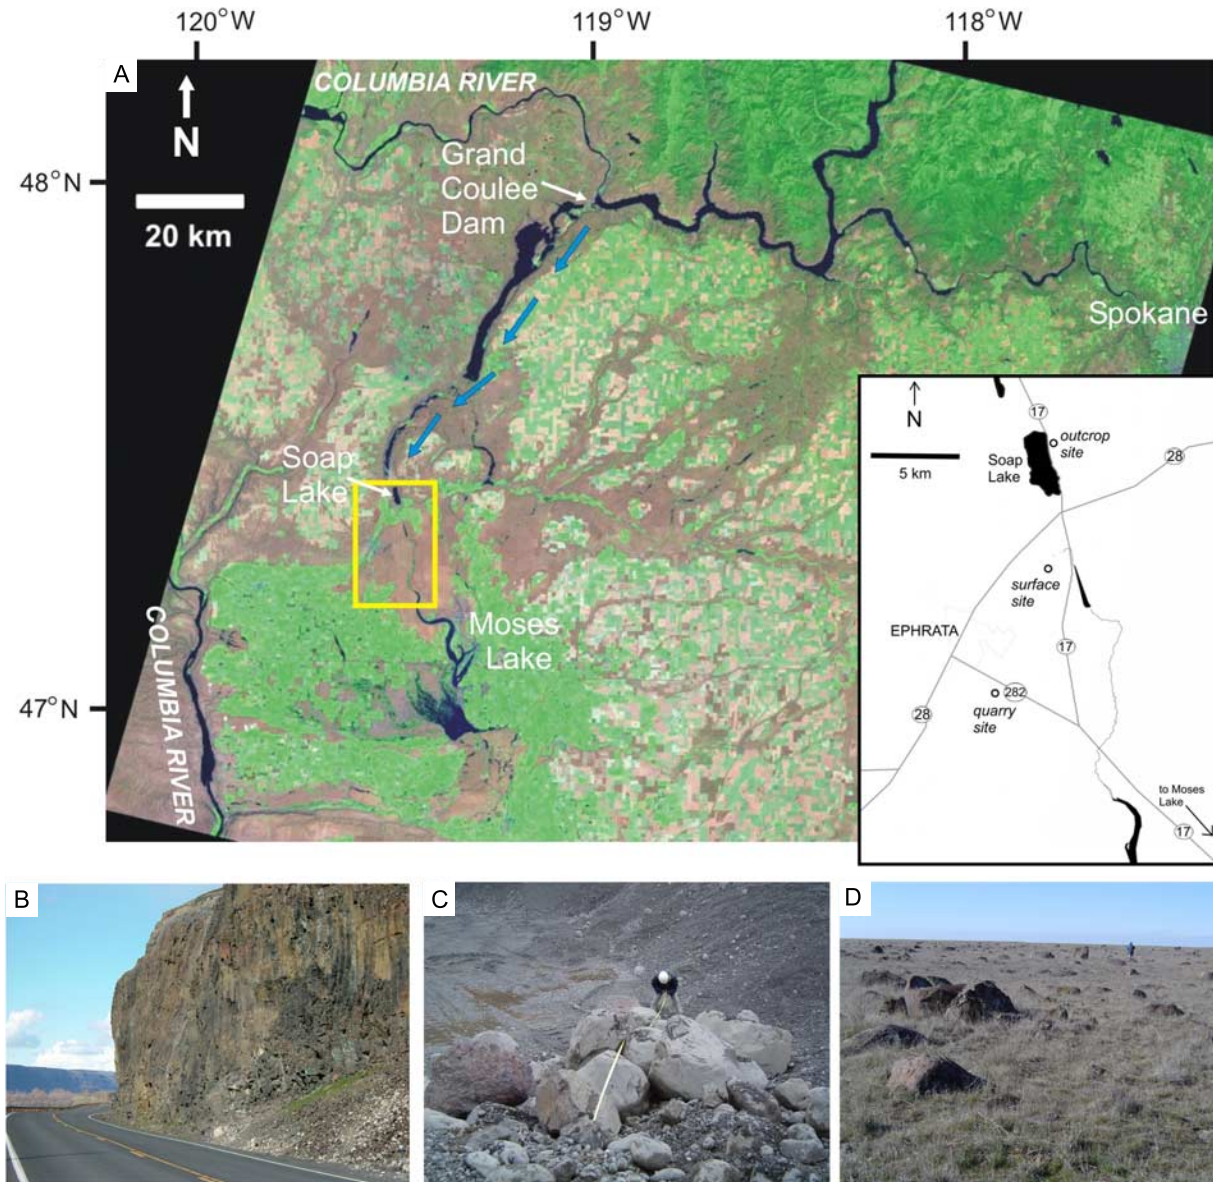 120°W
119°W
118°W
A
COLUMBIA RIVER
N
Grand
Coulee
Dam
48°N
20 km
Spokane
Soap
Lake
Moses
Lake
COLUMBIA RIVER
47°N
N
17
outcrop
site
Soap
Lake
28
5 km
surface
site
EPHRATA
17
282
quarry
site
28
to Moses
Lake
17
B
C
D